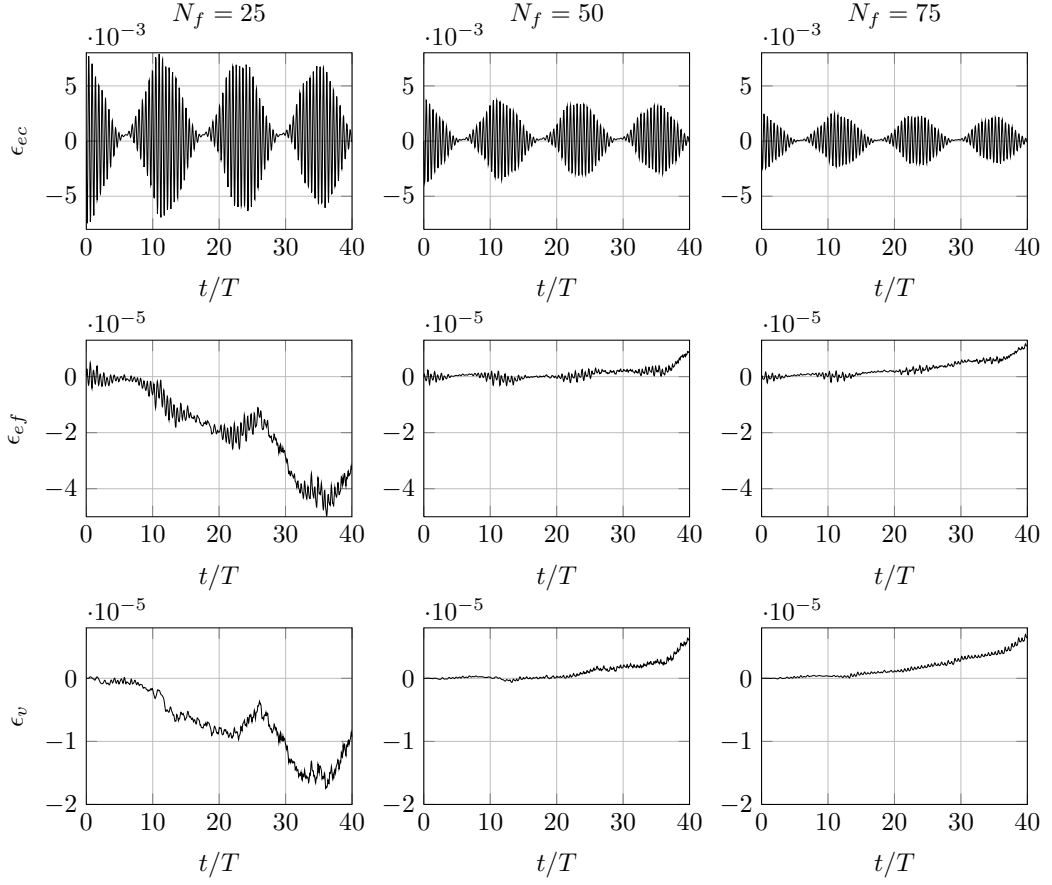 N_f = 25 N_f = 50 N_f = 75
·10⁻³ ·10⁻³ ·10⁻³
5 5 5
ϵ_ec 0 0 0
−5 −5 −5
0 10 20 30 40 0 10 20 30 40 0 10 20 30 40
t/T t/T t/T
·10⁻⁵ ·10⁻⁵ ·10⁻⁵
0 0 0
ϵ_ef −2 −2 −2
−4 −4 −4
0 10 20 30 40 0 10 20 30 40 0 10 20 30 40
t/T t/T t/T
·10⁻⁵ ·10⁻⁵ ·10⁻⁵
0 0 0
ϵ_v −1 −1 −1
−2 −2 −2
0 10 20 30 40 0 10 20 30 40 0 10 20 30 40
t/T t/T t/T